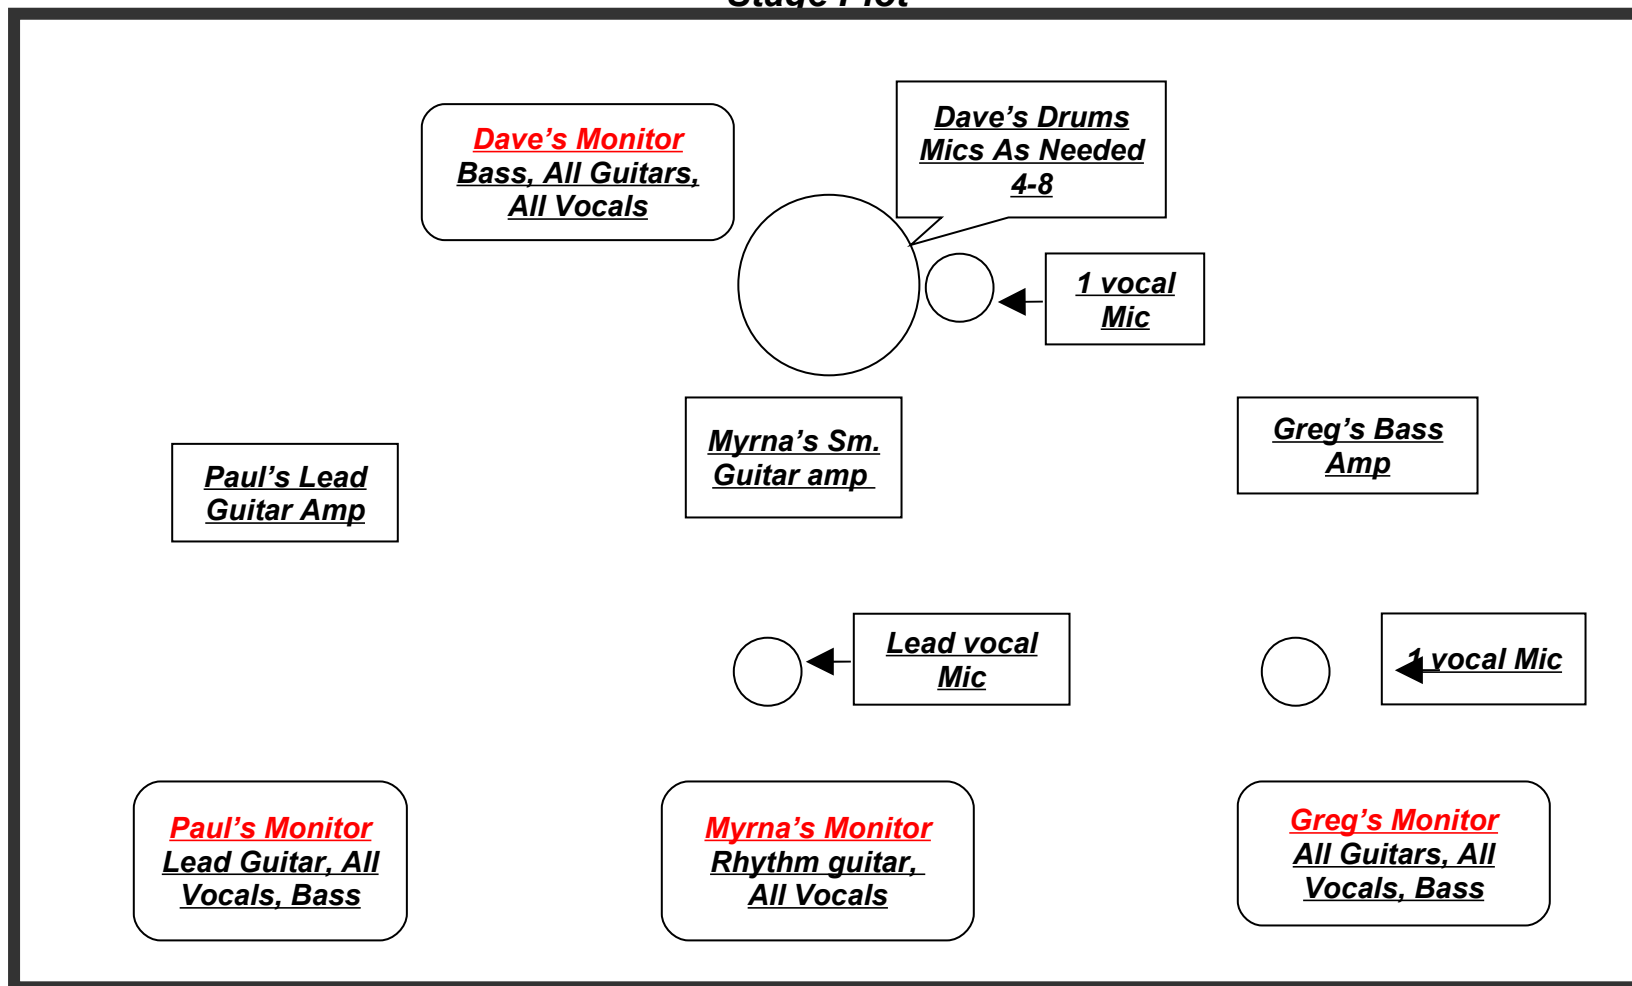 Stage Plot
Dave’s Monitor
Bass, All Guitars,
All Vocals
Dave’s Drums
Mics As Needed
4-8
1 vocal
Mic
Paul’s Lead
Guitar Amp
Myrna’s Sm.
Guitar amp
Greg’s Bass
Amp
Lead vocal
Mic
1 vocal Mic
Paul’s Monitor
Lead Guitar, All
Vocals, Bass
Myrna’s Monitor
Rhythm guitar,
All Vocals
Greg’s Monitor
All Guitars, All
Vocals, Bass